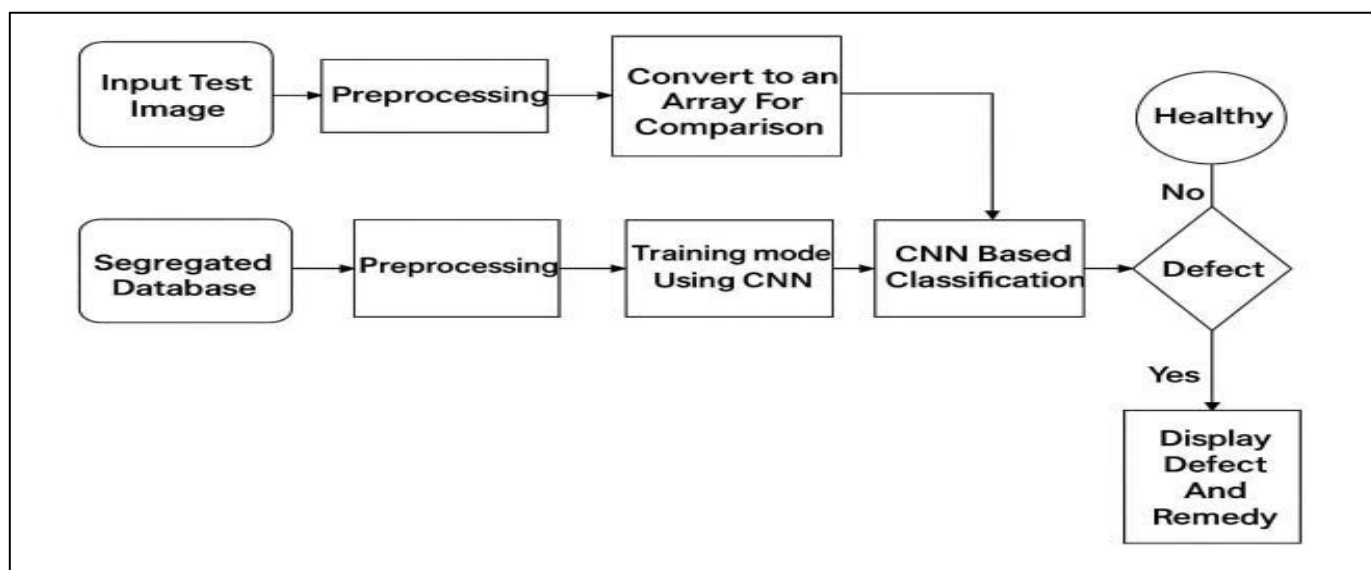 Input Test
Image
Preprocessing
Convert to an
Array For
Comparison
Healthy
No
Segregated
Database
Preprocessing
Training mode
Using CNN
CNN Based
Classification
Defect
Yes
Display
Defect
And
Remedy